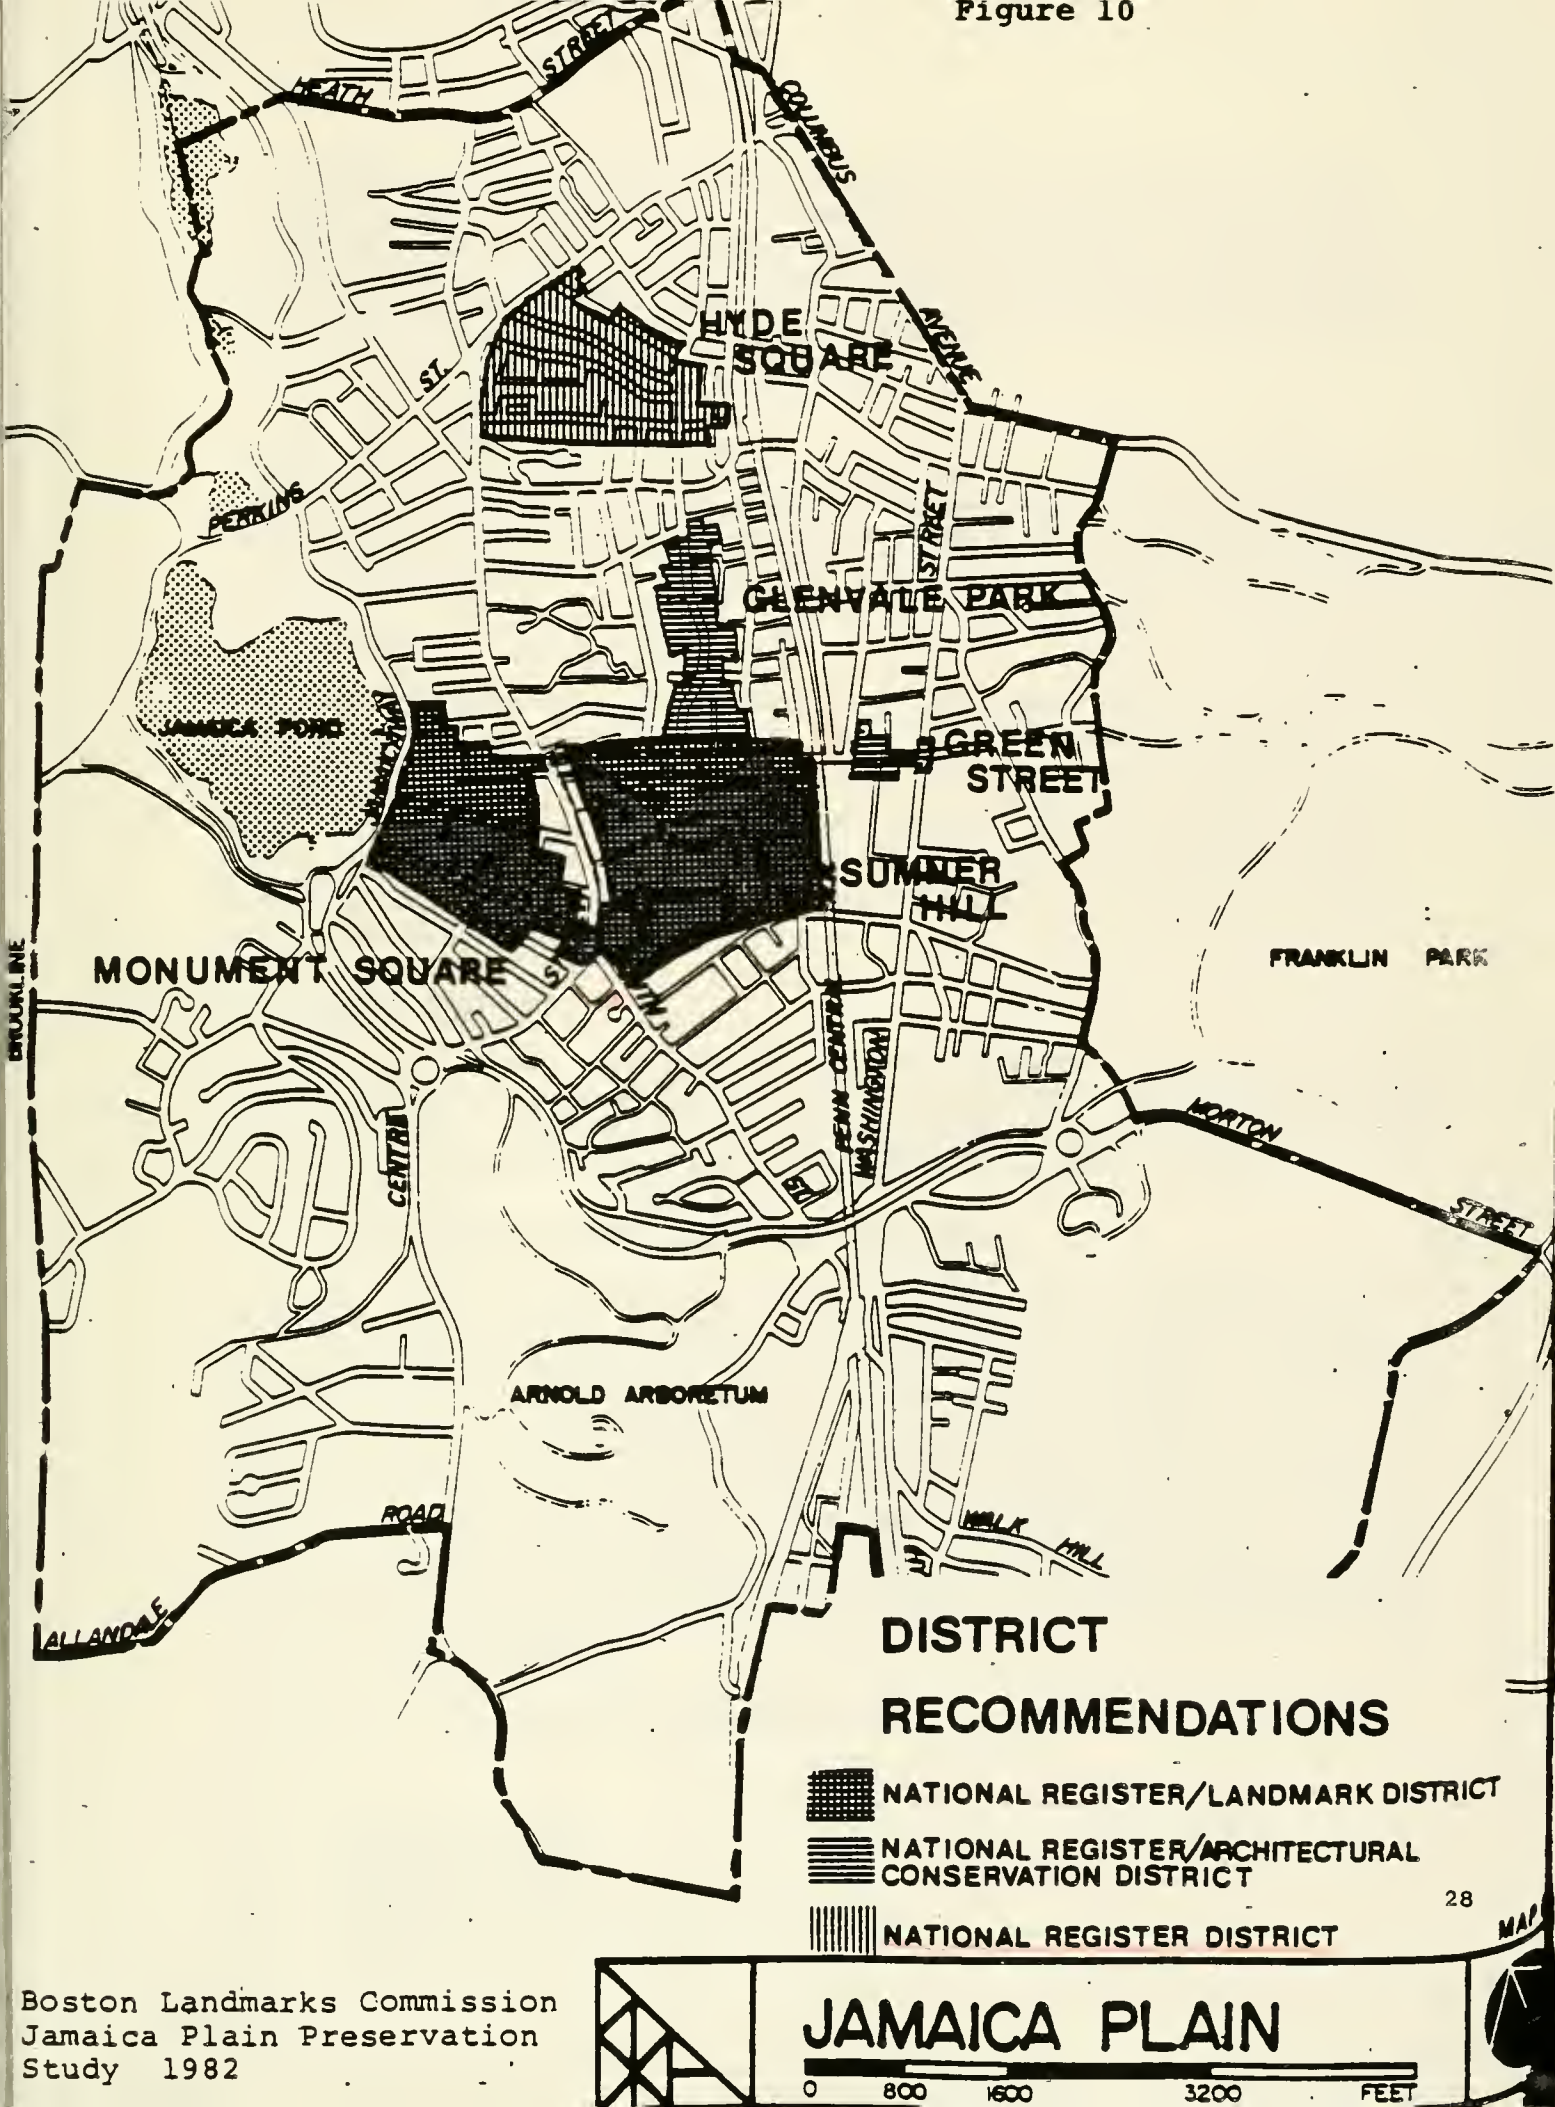 Figure 10
HEATH
STREET
COLUMBUS
AVENUE
HYDE
SQUARE
ST.
PERKINS
STREET
GLENVALE PARK
JAMAICA POND
JAMAICAWAY
GREEN
STREET
SUMNER
HILL
MONUMENT SQUARE
FRANKLIN PARK
BROOKLINE
PENN CENTRAL
WASHINGTON
CENTRE
ST.
MORTON
STREET
ARNOLD ARBORETUM
ROAD
ALLANDALE
WALK
HILL
DISTRICT
RECOMMENDATIONS
NATIONAL REGISTER/LANDMARK DISTRICT
NATIONAL REGISTER/ARCHITECTURAL
CONSERVATION DISTRICT
28
NATIONAL REGISTER DISTRICT
MAP
Boston Landmarks Commission
Jamaica Plain Preservation
Study 1982
JAMAICA PLAIN
0 800 1600 3200 FEET